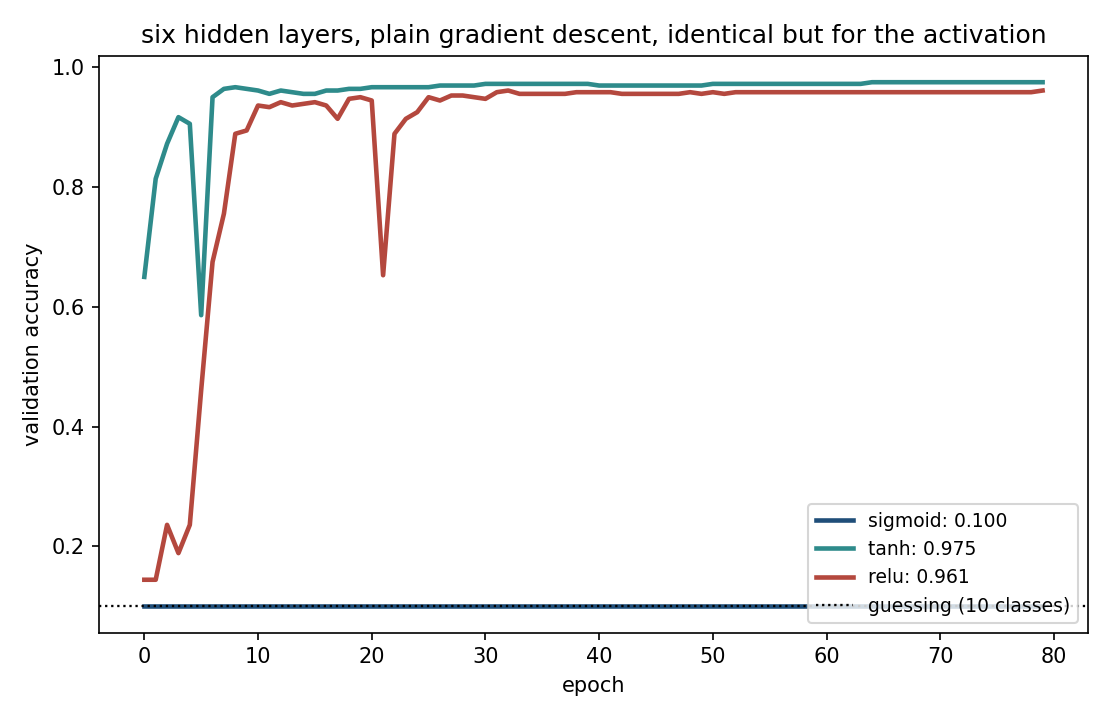 six hidden layers, plain gradient descent, identical but for the activation
1.0
0.8
0.6
0.4
0.2
validation accuracy
sigmoid: 0.100
tanh: 0.975
relu: 0.961
guessing (10 classes)
0 10 20 30 40 50 60 70 80
epoch